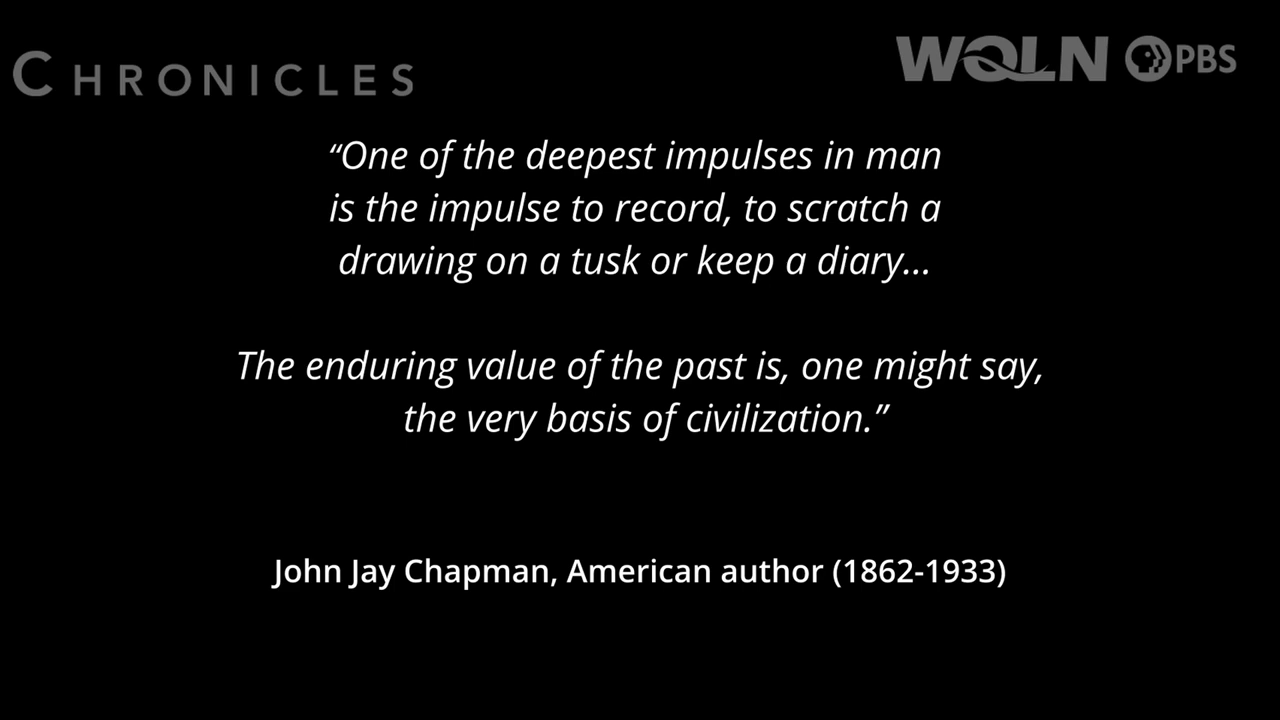 CHRONICLES
WQLN PBS
“One of the deepest impulses in man
is the impulse to record, to scratch a
drawing on a tusk or keep a diary...
The enduring value of the past is, one might say,
the very basis of civilization.”
John Jay Chapman, American author (1862-1933)